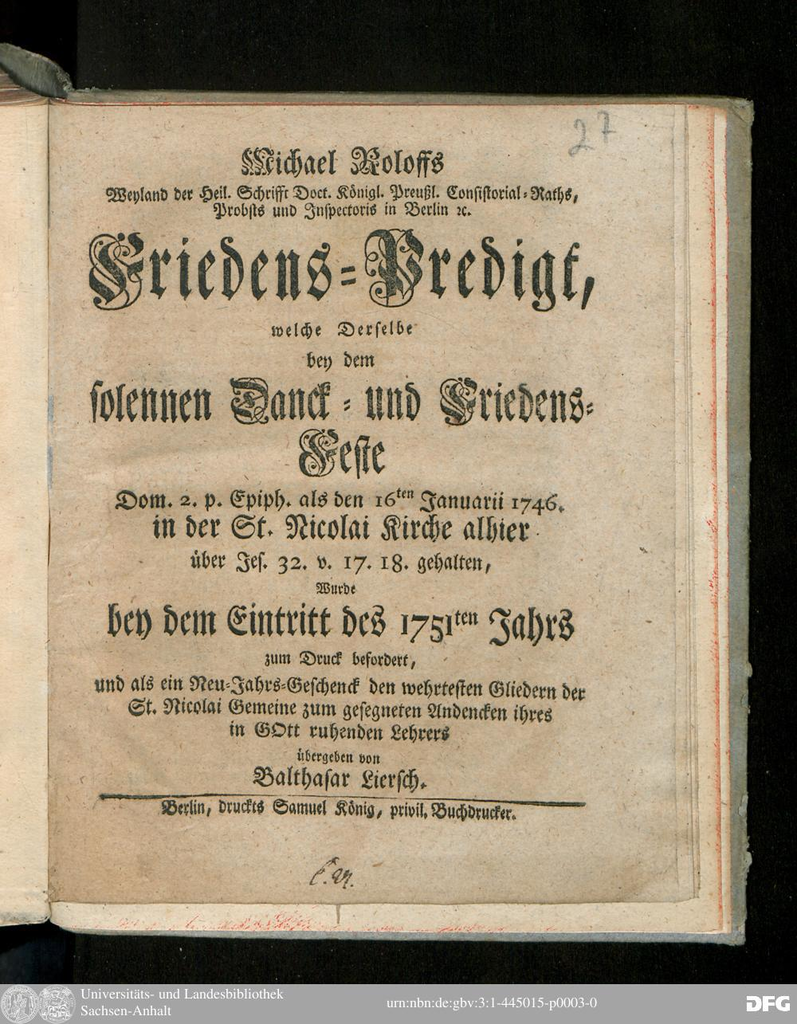 27
Michael Roloffs
Weyland der Heil. Schrifft Doct. Königl. Preußl. Consistorial-Raths,
Probsts und Inspectoris in Berlin ꝛc.
Friedens-Predigt,
welche Derselbe
bey dem
solennen Danck- und Friedens-
Feste
Dom. 2. p. Epiph. als den 16ten Januarii 1746.
in der St. Nicolai Kirche alhier
über Jes. 32. v. 17. 18. gehalten,
Wurde
bey dem Eintritt des 1751ten Jahrs
zum Druck befordert,
und als ein Neu-Jahrs-Geschenck den wehrtesten Gliedern der
St. Nicolai Gemeine zum gesegneten Andencken ihres
in GOtt ruhenden Lehrers
übergeben von
Balthasar Liersch.
Berlin, druckts Samuel König, privil. Buchdrucker.
Universitäts- und Landesbibliothek
Sachsen-Anhalt
urn:nbn:de:gbv:3:1-445015-p0003-0
DFG